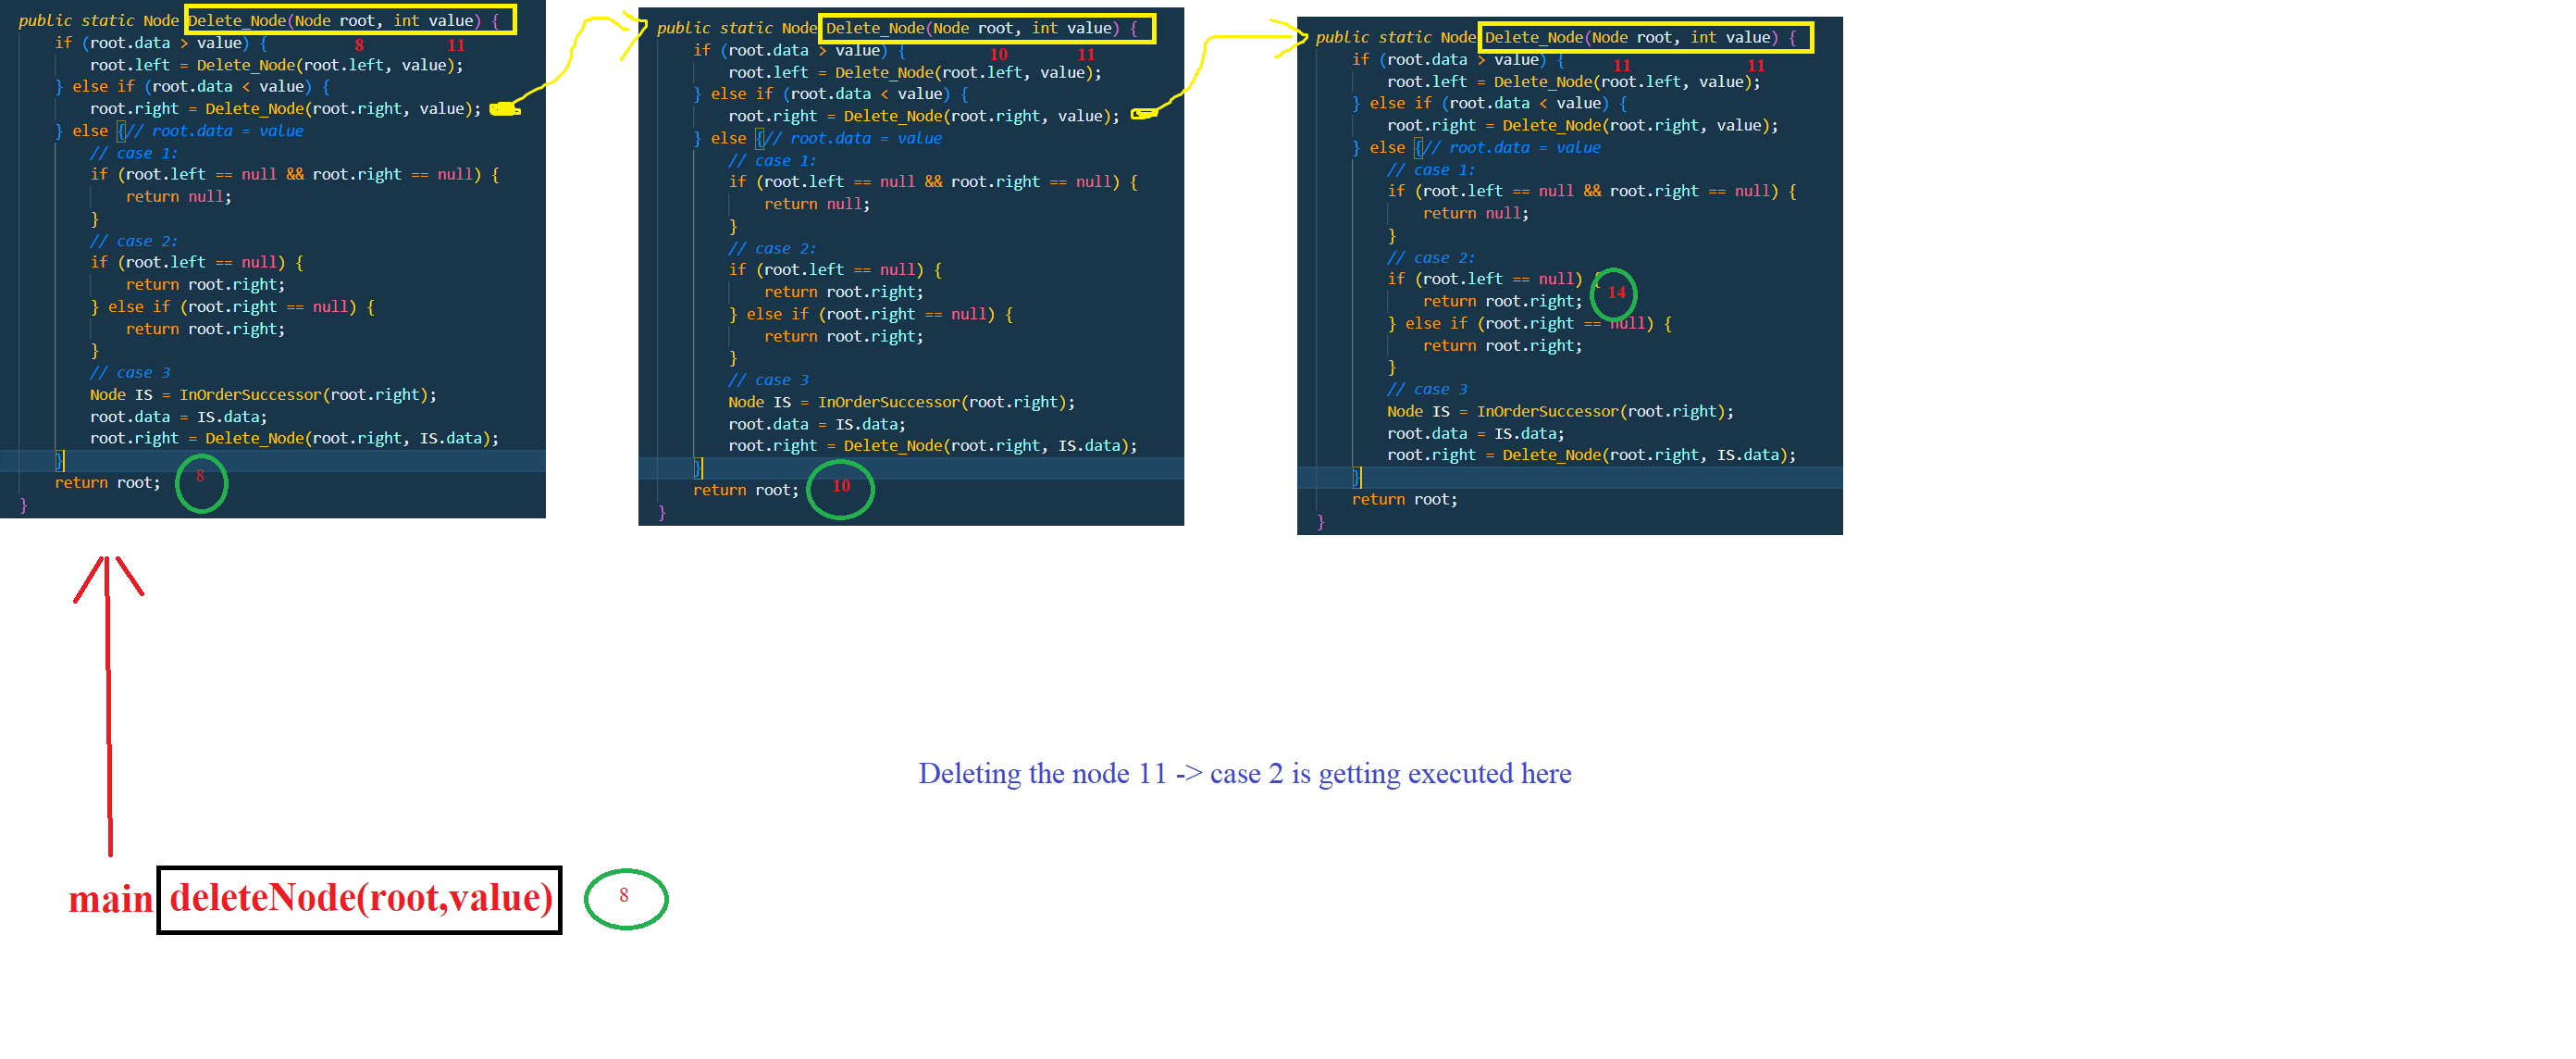 public static Node Delete_Node(Node root, int value) {
8 11
if (root.data > value) {
root.left = Delete_Node(root.left, value);
} else if (root.data < value) {
root.right = Delete_Node(root.right, value);
} else {// root.data = value
// case 1:
if (root.left == null && root.right == null) {
return null;
}
// case 2:
if (root.left == null) {
return root.right;
} else if (root.right == null) {
return root.right;
}
// case 3
Node IS = InOrderSuccessor(root.right);
root.data = IS.data;
root.right = Delete_Node(root.right, IS.data);
}
return root; 8
}
public static Node Delete_Node(Node root, int value) {
10 11
if (root.data > value) {
root.left = Delete_Node(root.left, value);
} else if (root.data < value) {
root.right = Delete_Node(root.right, value);
} else {// root.data = value
// case 1:
if (root.left == null && root.right == null) {
return null;
}
// case 2:
if (root.left == null) {
return root.right;
} else if (root.right == null) {
return root.right;
}
// case 3
Node IS = InOrderSuccessor(root.right);
root.data = IS.data;
root.right = Delete_Node(root.right, IS.data);
}
return root; 10
}
public static Node Delete_Node(Node root, int value) {
11 11
if (root.data > value) {
root.left = Delete_Node(root.left, value);
} else if (root.data < value) {
root.right = Delete_Node(root.right, value);
} else {// root.data = value
// case 1:
if (root.left == null && root.right == null) {
return null;
}
// case 2:
if (root.left == null) {
return root.right; 14
} else if (root.right == null) {
return root.right;
}
// case 3
Node IS = InOrderSuccessor(root.right);
root.data = IS.data;
root.right = Delete_Node(root.right, IS.data);
}
return root;
}
Deleting the node 11 -> case 2 is getting executed here
main deleteNode(root,value) 8